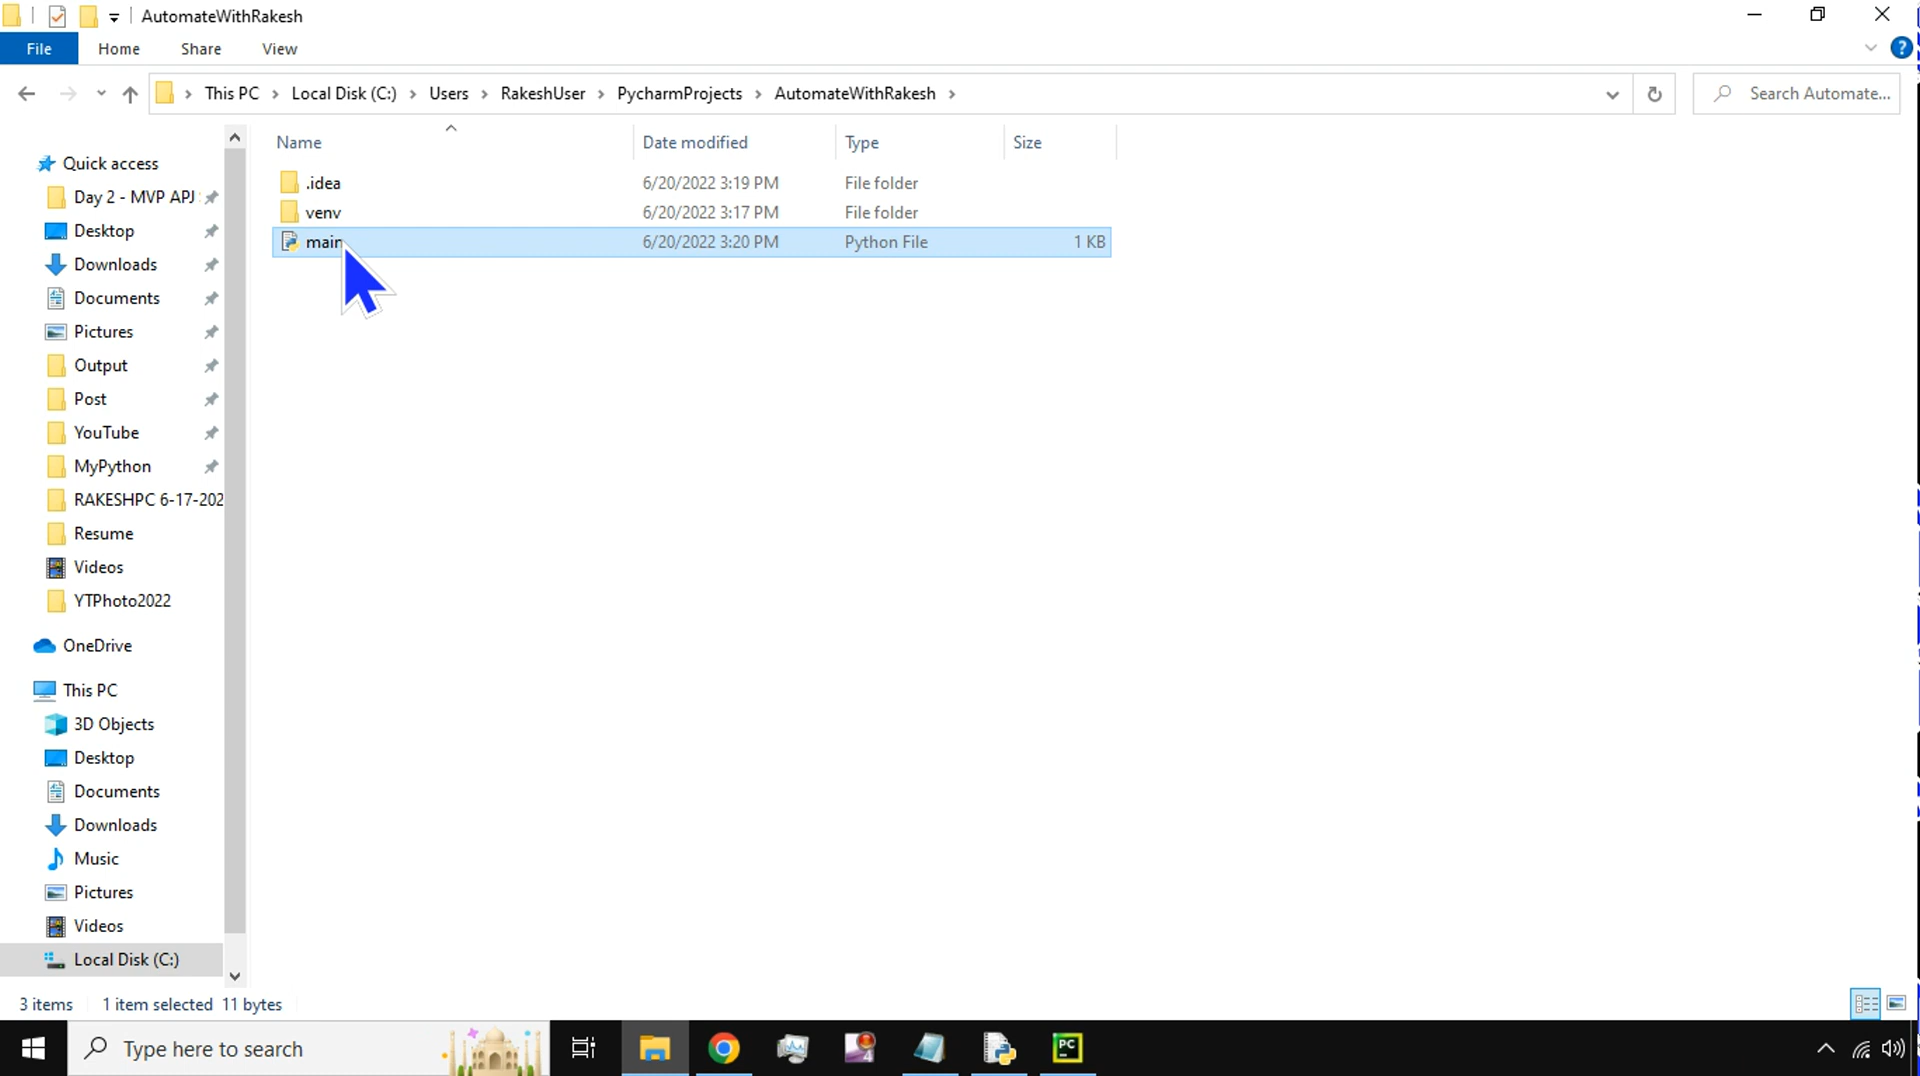 AutomateWithRakesh
File Home Share View
This PC Local Disk (C:) Users RakeshUser PycharmProjects AutomateWithRakesh Search Automate...
Name Date modified Type Size
.idea 6/20/2022 3:19 PM File folder
venv 6/20/2022 3:17 PM File folder
main 6/20/2022 3:20 PM Python File 1 KB
Quick access
Day 2 - MVP APJ
Desktop
Downloads
Documents
Pictures
Output
Post
YouTube
MyPython
RAKESHPC 6-17-202
Resume
Videos
YTPhoto2022
OneDrive
This PC
3D Objects
Desktop
Documents
Downloads
Music
Pictures
Videos
Local Disk (C:)
3 items 1 item selected 11 bytes
Type here to search 4 PC